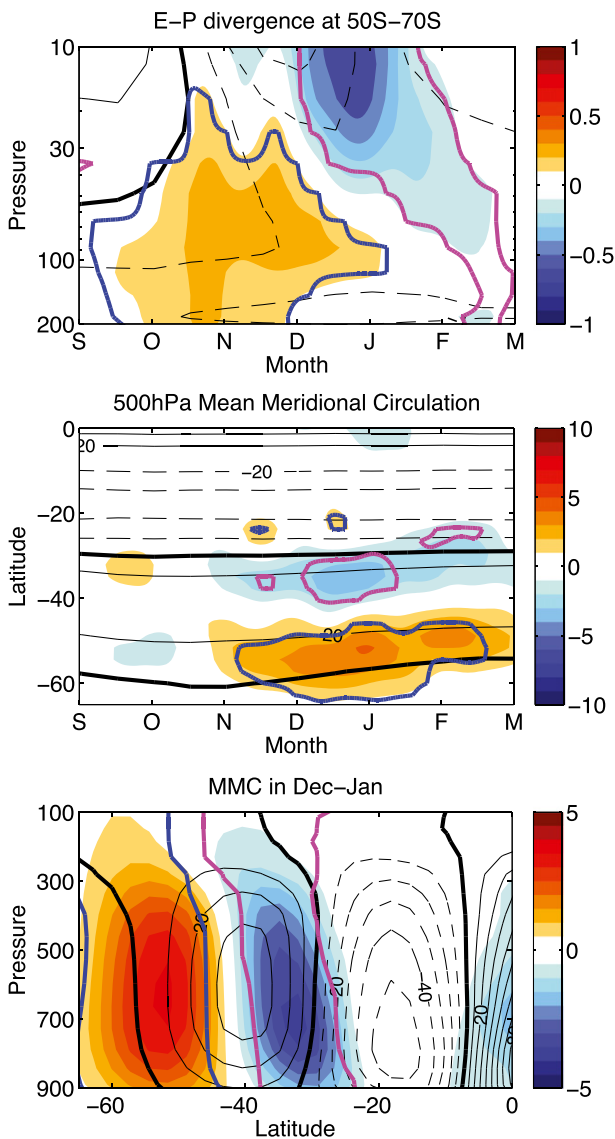 E−P divergence at 50S−70S
10
30
100
200
Pressure
S O N D J F M
Month
1
0.5
0
−0.5
−1
500hPa Mean Meridional Circulation
0
−20
−40
−60
Latitude
20
−20
20
S O N D J F M
Month
10
5
0
−5
−10
MMC in Dec−Jan
100
300
500
700
900
Pressure
20
−20
−40
20
−60 −40 −20 0
Latitude
5
0
−5